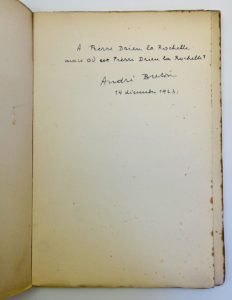 À Pierre Drieu la Rochelle
mais OÙ est Pierre Drieu la Rochelle?
André Breton
14 décembre 1923.